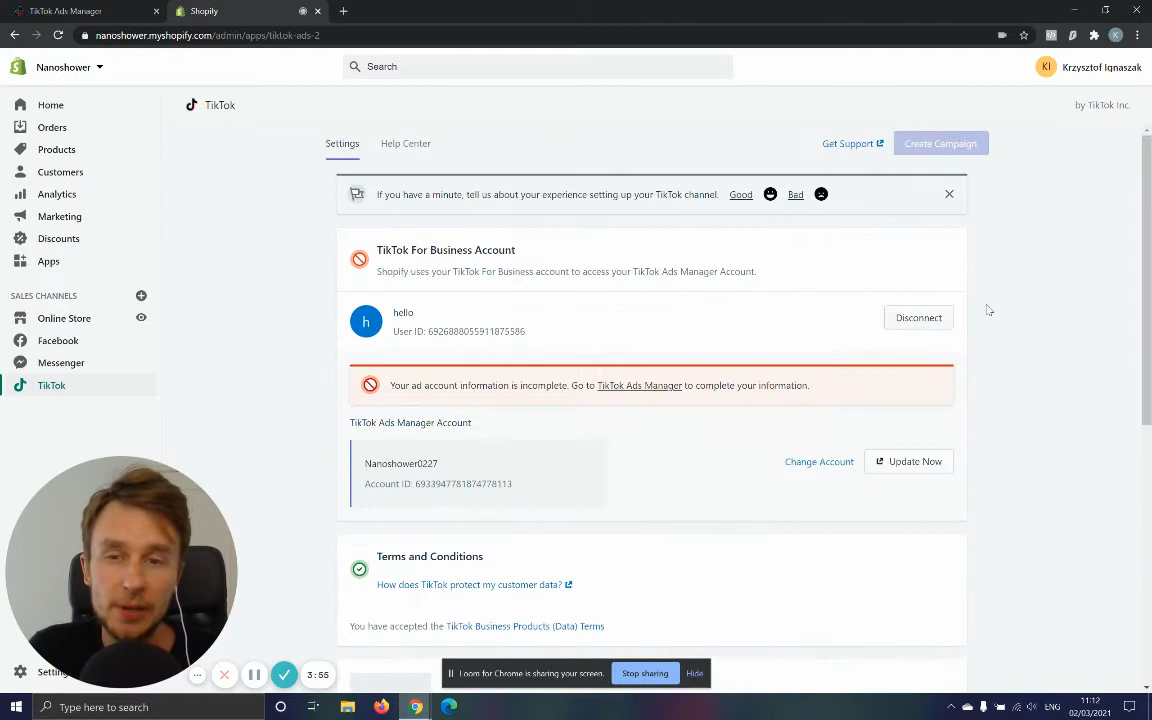 TikTok Ads Manager
Shopify
nanoshower.myshopify.com/admin/apps/tiktok-ads-2
K
Nanoshower
Search
KI
Krzysztof Ignaszak
Home
Orders
Products
Customers
Analytics
Marketing
Discounts
Apps
SALES CHANNELS
Online Store
Facebook
Messenger
TikTok
Settin
TikTok
by TikTok Inc.
Settings
Help Center
Get Support
Create Campaign
If you have a minute, tell us about your experience setting up your TikTok channel.
Good
Bad
TikTok For Business Account
Shopify uses your TikTok For Business account to access your TikTok Ads Manager Account.
h
hello
User ID: 6926888055911875586
Disconnect
Your ad account information is incomplete. Go to TikTok Ads Manager to complete your information.
TikTok Ads Manager Account
Nanoshower0227
Account ID: 6933947781874778113
Change Account
Update Now
Terms and Conditions
How does TikTok protect my customer data?
You have accepted the TikTok Business Products (Data) Terms
3:55
Loom for Chrome is sharing your screen.
Stop sharing
Hide
Type here to search
ENG
11:12
02/03/2021